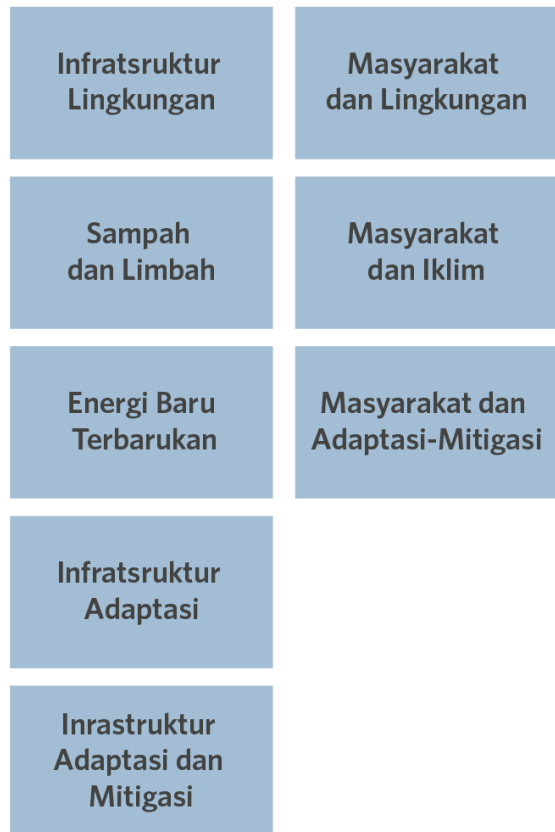 Infratsruktur
Lingkungan
Masyarakat
dan Lingkungan
Sampah
dan Limbah
Masyarakat
dan Iklim
Energi Baru
Terbarukan
Masyarakat dan
Adaptasi-Mitigasi
Infratsruktur
Adaptasi
Inrastruktur
Adaptasi dan
Mitigasi